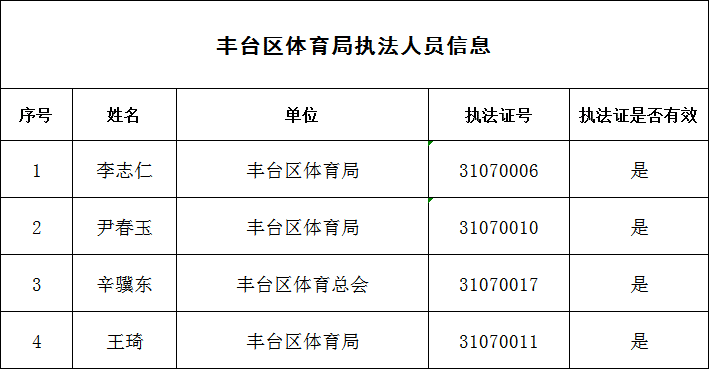 丰台区体育局执法人员信息
序号 姓名 单位 执法证号 执法证是否有效
1 李志仁 丰台区体育局 31070006 是
2 尹春玉 丰台区体育局 31070010 是
3 辛骥东 丰台区体育总会 31070017 是
4 王琦 丰台区体育局 31070011 是